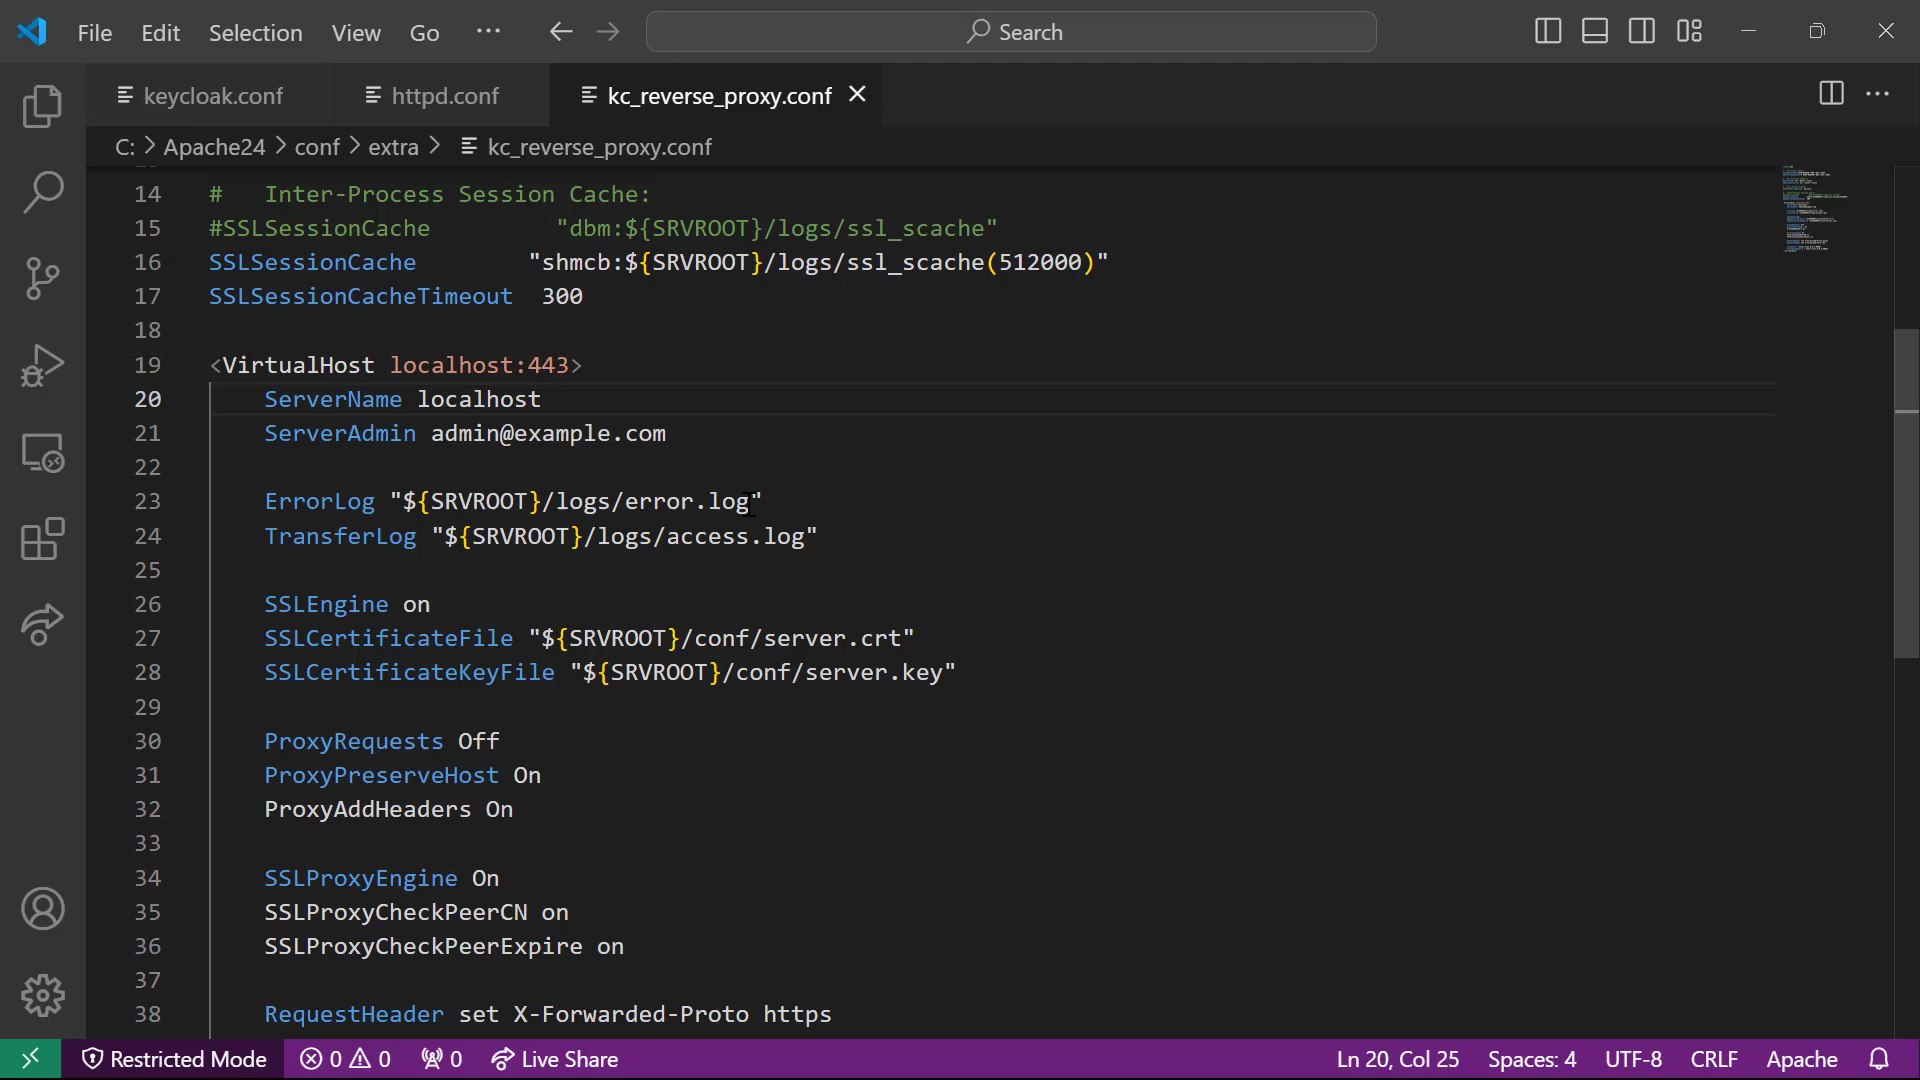 File Edit Selection View Go ··· Search
keycloak.conf httpd.conf kc_reverse_proxy.conf
C: > Apache24 > conf > extra > kc_reverse_proxy.conf
14 #   Inter-Process Session Cache:
15 #SSLSessionCache         "dbm:${SRVROOT}/logs/ssl_scache"
16 SSLSessionCache        "shmcb:${SRVROOT}/logs/ssl_scache(512000)"
17 SSLSessionCacheTimeout  300
18
19 <VirtualHost localhost:443>
20     ServerName localhost
21     ServerAdmin admin@example.com
22
23     ErrorLog "${SRVROOT}/logs/error.log"
24     TransferLog "${SRVROOT}/logs/access.log"
25
26     SSLEngine on
27     SSLCertificateFile "${SRVROOT}/conf/server.crt"
28     SSLCertificateKeyFile "${SRVROOT}/conf/server.key"
29
30     ProxyRequests Off
31     ProxyPreserveHost On
32     ProxyAddHeaders On
33
34     SSLProxyEngine On
35     SSLProxyCheckPeerCN on
36     SSLProxyCheckPeerExpire on
37
38     RequestHeader set X-Forwarded-Proto https
Restricted Mode 0 0 0 Live Share Ln 20, Col 25 Spaces: 4 UTF-8 CRLF Apache